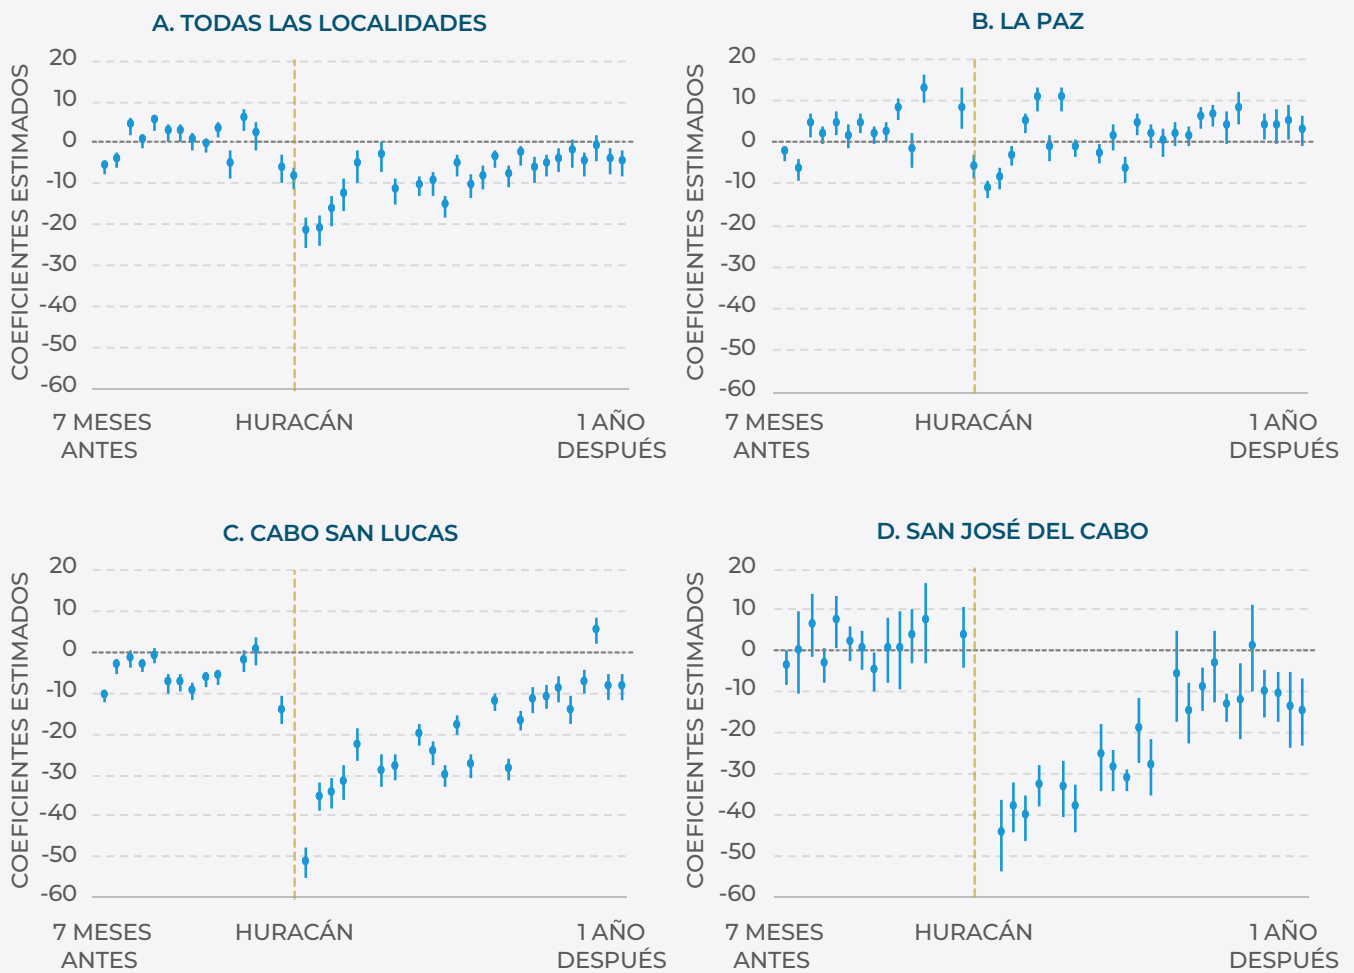 A. TODAS LAS LOCALIDADES
COEFICIENTES ESTIMADOS
20
10
0
-10
-20
-30
-40
-50
-60
7 MESES
ANTES
HURACÁN
1 AÑO
DESPUÉS
B. LA PAZ
COEFICIENTES ESTIMADOS
20
10
0
-10
-20
-30
-40
-50
-60
7 MESES
ANTES
HURACÁN
1 AÑO
DESPUÉS
C. CABO SAN LUCAS
COEFICIENTES ESTIMADOS
20
10
0
-10
-20
-30
-40
-50
-60
7 MESES
ANTES
HURACÁN
1 AÑO
DESPUÉS
D. SAN JOSÉ DEL CABO
COEFICIENTES ESTIMADOS
20
10
0
-10
-20
-30
-40
-50
-60
7 MESES
ANTES
HURACÁN
1 AÑO
DESPUÉS